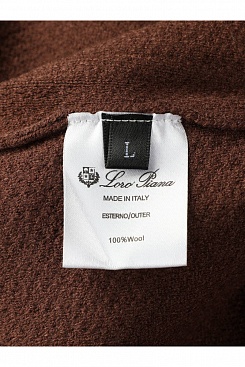 L
Loro Piana
MADE IN ITALY
ESTERNO/OUTER
100%Wool